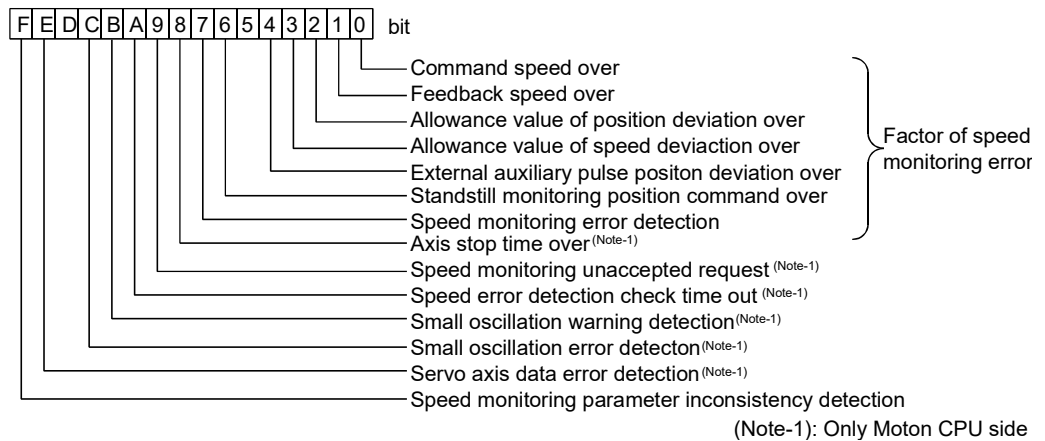 F E D C B A 9 8 7 6 5 4 3 2 1 0 bit
Command speed over
Feedback speed over
Allowance value of position deviation over
Allowance value of speed deviaction over
External auxiliary pulse positon deviation over
Standstill monitoring position command over
Speed monitoring error detection
Axis stop time over(Note-1)
Factor of speed
monitoring error
Speed monitoring unaccepted request(Note-1)
Speed error detection check time out (Note-1)
Small oscillation warning detection(Note-1)
Small oscillation error detecton(Note-1)
Servo axis data error detection(Note-1)
Speed monitoring parameter inconsistency detection
(Note-1): Only Moton CPU side